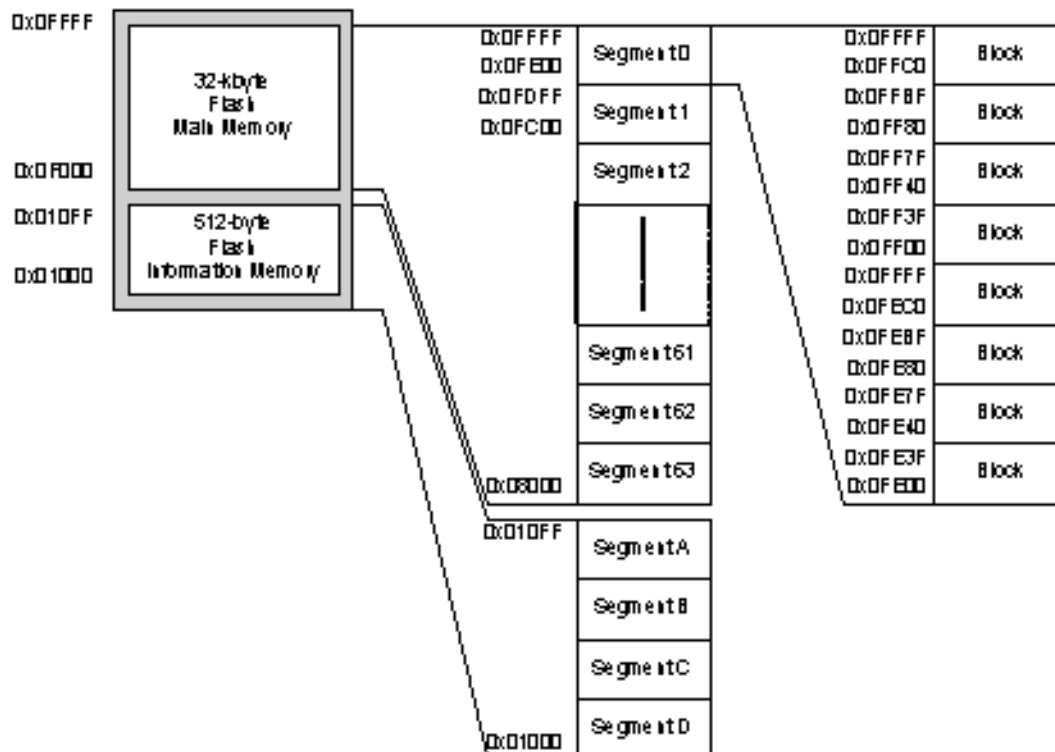 0x0FFFF
32-kbyte
Flash
Main Memory
0x0F000
0x010FF
512-byte
Flash
Information Memory
0x01000
0x0FFFF
0x0FE00
0x0FDFF
0x0FC00
Segment0
Segment1
Segment2
Segment61
Segment62
Segment63
0x08000
0x010FF
SegmentA
SegmentB
SegmentC
SegmentD
0x01000
0x0FFFF
0x0FFC0
Block
0x0FFBF
0x0FF80
Block
0x0FF7F
0x0FF40
Block
0x0FF3F
0x0FF00
Block
0x0FFFF
0x0FEC0
Block
0x0FEBF
0x0FE80
Block
0x0FE7F
0x0FE40
Block
0x0FE3F
0x0FE00
Block